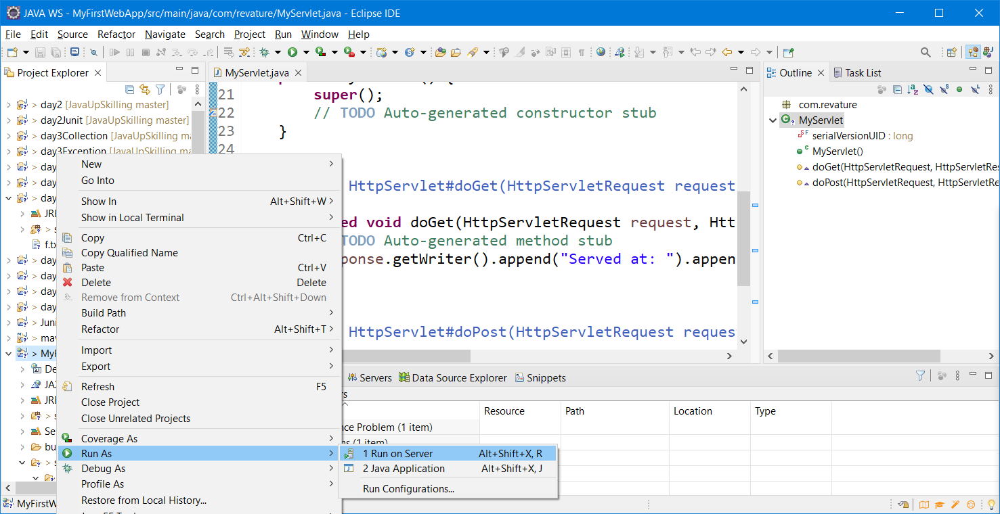 JAVA WS - MyFirstWebApp/src/main/java/com/revature/MyServlet.java - Eclipse IDE
File Edit Source Refactor Navigate Search Project Run Window Help
Project Explorer
> day2 [JavaUpSkilling master]
> day2Junit [JavaUpSkilling master]
> day3Collection [JavaUpSkilling ma
> day3Exception [JavaUpSkilling ma
> day
> day
> day
JR
> s
f.tx
> day
> day
> day
> day
> Juni
> mav
> MyF
De
JA
JR
> s
Se
bu
> s
MyFirstW
New
Go Into
Show In Alt+Shift+W
Show in Local Terminal
Copy Ctrl+C
Copy Qualified Name
Paste Ctrl+V
Delete Delete
Remove from Context Ctrl+Alt+Shift+Down
Build Path
Refactor Alt+Shift+T
Import
Export
Refresh F5
Close Project
Close Unrelated Projects
Coverage As
Run As
Debug As
Profile As
Restore from Local History...
1 Run on Server Alt+Shift+X, R
2 Java Application Alt+Shift+X, J
Run Configurations...
MyServlet.java
21 super();
22 // TODO Auto-generated constructor stub
23 }
24
HttpServlet#doGet(HttpServletRequest request
ed void doGet(HttpServletRequest request, Htt
TODO Auto-generated method stub
ponse.getWriter().append("Served at: ").appen
HttpServlet#doPost(HttpServletRequest reques
Servers Data Source Explorer Snippets
rs
Resource Path Location Type
nce Problem (1 item)
ms (1 item)
Outline Task List
com.revature
MyServlet
serialVersionUID : long
MyServlet()
doGet(HttpServletRequest, HttpServletRes
doPost(HttpServletRequest, HttpServletRe